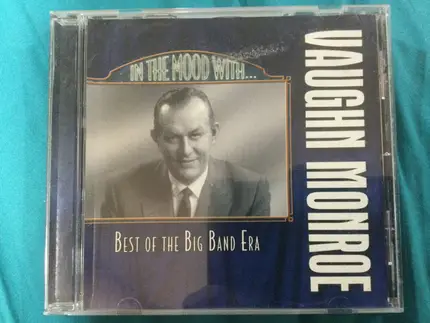 IN THE MOOD WITH...
BEST OF THE BIG BAND ERA
VAUGHN MONROE